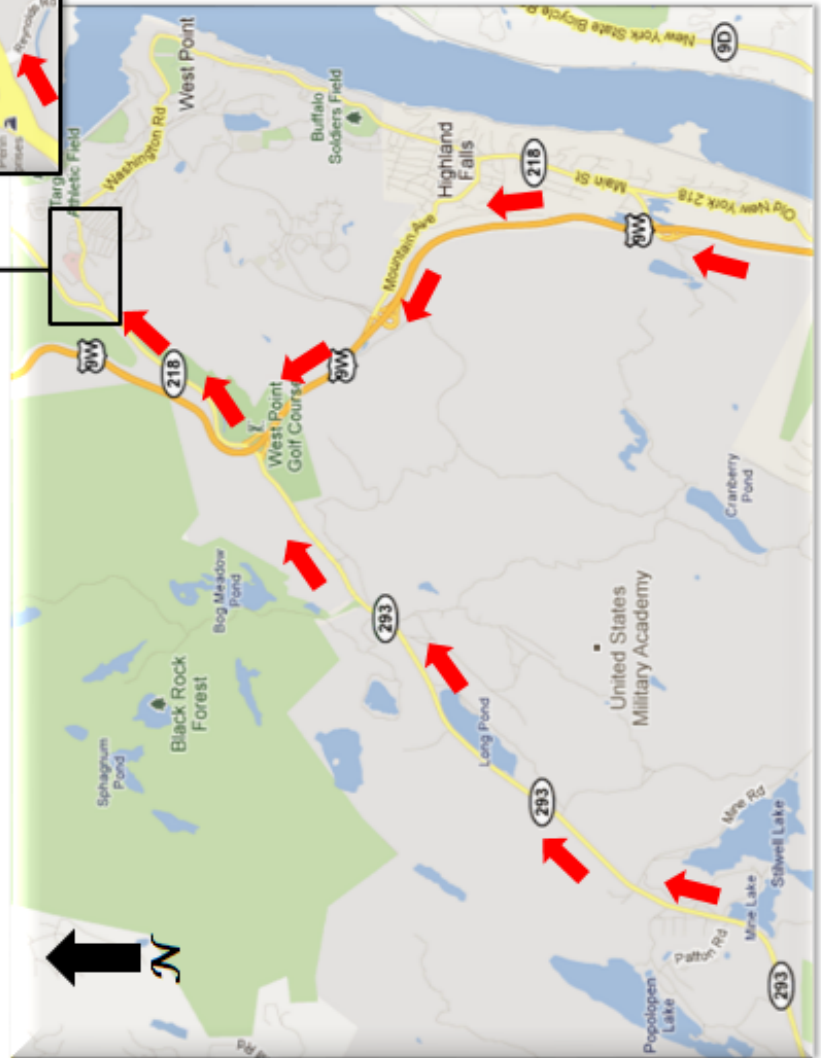 New York State Bicycle
9D
West Point
Washington Rd
Buffalo
Soldiers Field
Highland
Falls
218
Main St
Old New York 218
Targ
Athletic Field
Mountain Ave
9W
9W
9W
218
West Point
Golf Course
Cranberry
Pond
Bog Meadow
Pond
293
United States
Military Academy
Black Rock
Forest
Sphagnum
Pond
Long Pond
293
Mine Rd
Stilwell Lake
Mine Lake
Patton Rd
Popolopen
Lake
293
N